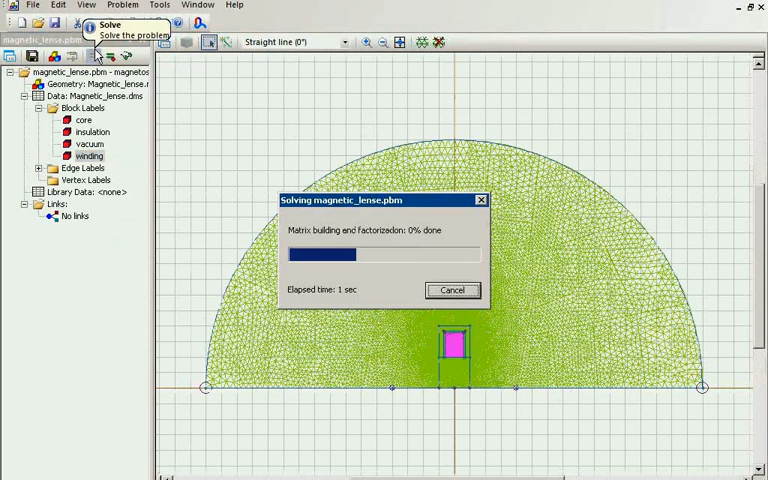 File Edit View Problem Tools Window Help
Solve
Solve the problem
magnetic_lense.pbm
Straight line (0°)
magnetic_lense.pbm - magnetos
Geometry: Magnetic_lense.r
Data: Magnetic_lense.dms
Block Labels
core
insulation
vacuum
winding
Edge Labels
Vertex Labels
Library Data: <none>
Links:
No links
Solving magnetic_lense.pbm
Matrix building and factorizadon: 0% done
Elapsed time: 1 sec
Cancel